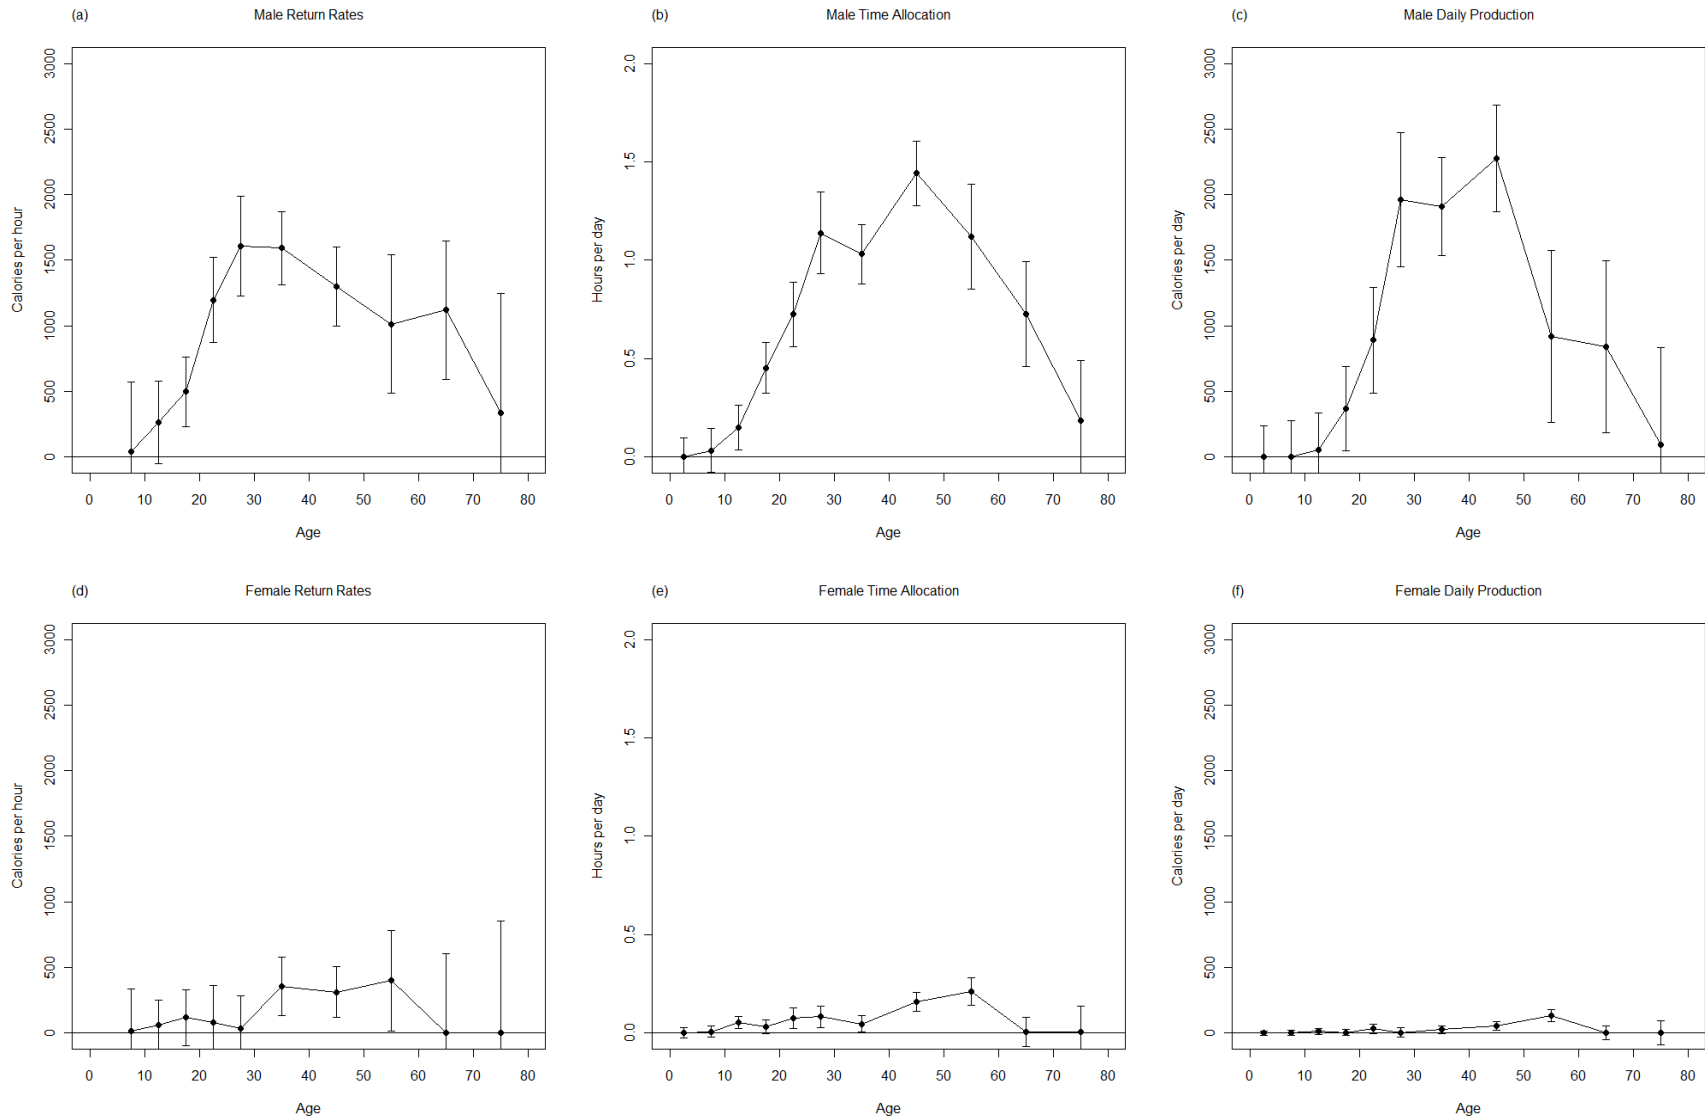 (a) Male Return Rates
Calories per hour
3000
2500
2000
1500
1000
500
0
0 10 20 30 40 50 60 70 80
Age
(b) Male Time Allocation
Hours per day
2.0
1.5
1.0
0.5
0.0
0 10 20 30 40 50 60 70 80
Age
(c) Male Daily Production
Calories per day
3000
2500
2000
1500
1000
500
0
0 10 20 30 40 50 60 70 80
Age
(d) Female Return Rates
Calories per hour
3000
2500
2000
1500
1000
500
0
0 10 20 30 40 50 60 70 80
Age
(e) Female Time Allocation
Hours per day
2.0
1.5
1.0
0.5
0.0
0 10 20 30 40 50 60 70 80
Age
(f) Female Daily Production
Calories per day
3000
2500
2000
1500
1000
500
0
0 10 20 30 40 50 60 70 80
Age